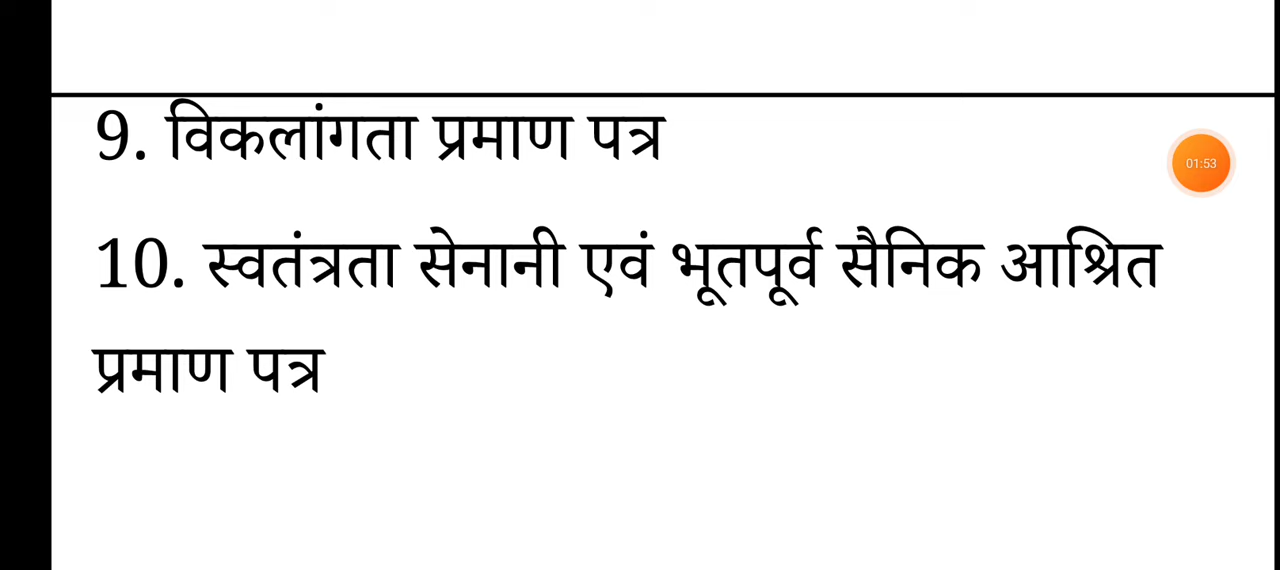 9. विकलांगता प्रमाण पत्र
01:53
10. स्वतंत्रता सेनानी एवं भूतपूर्व सैनिक आश्रित
प्रमाण पत्र